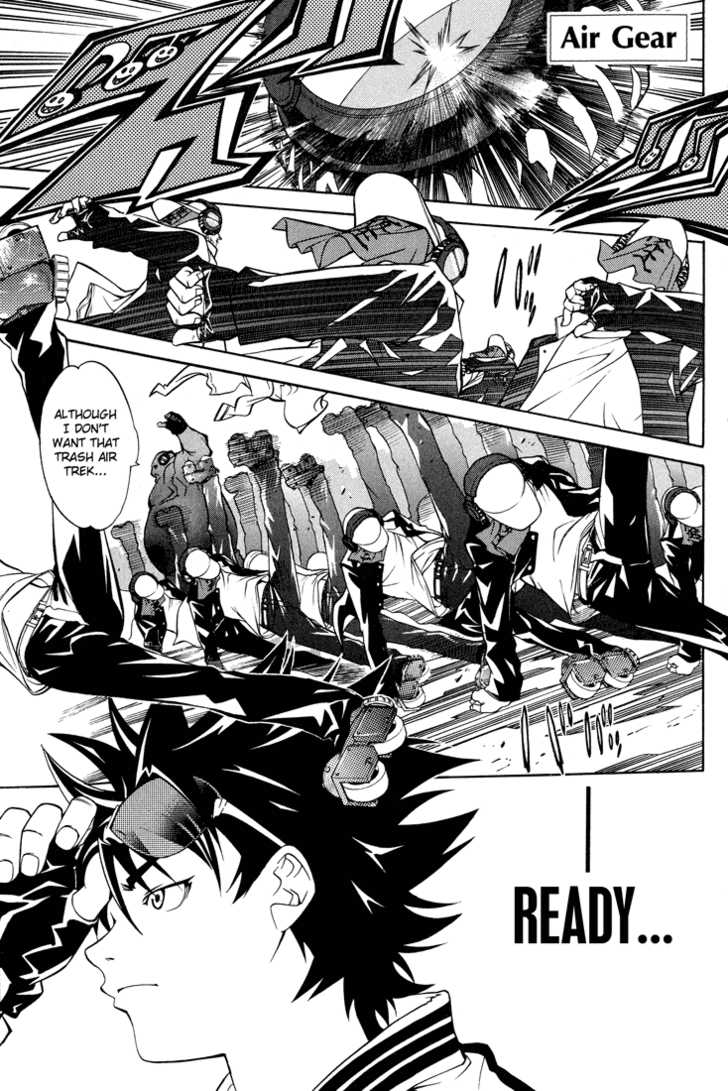 Air Gear
ALTHOUGH
I DON'T
WANT THAT
TRASH AIR
TREK...
READY...